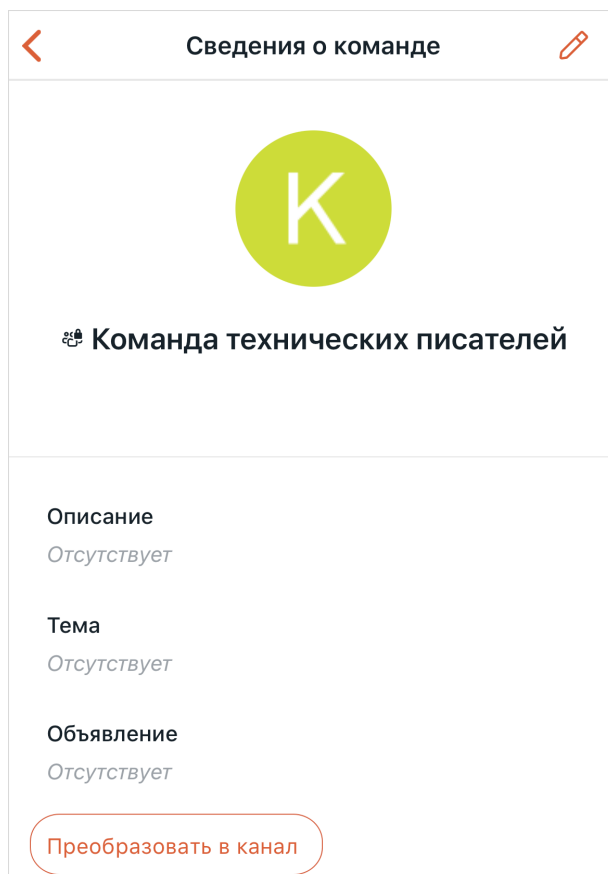 Сведения о команде
К
Команда технических писателей
Описание
Отсутствует
Тема
Отсутствует
Объявление
Отсутствует
Преобразовать в канал